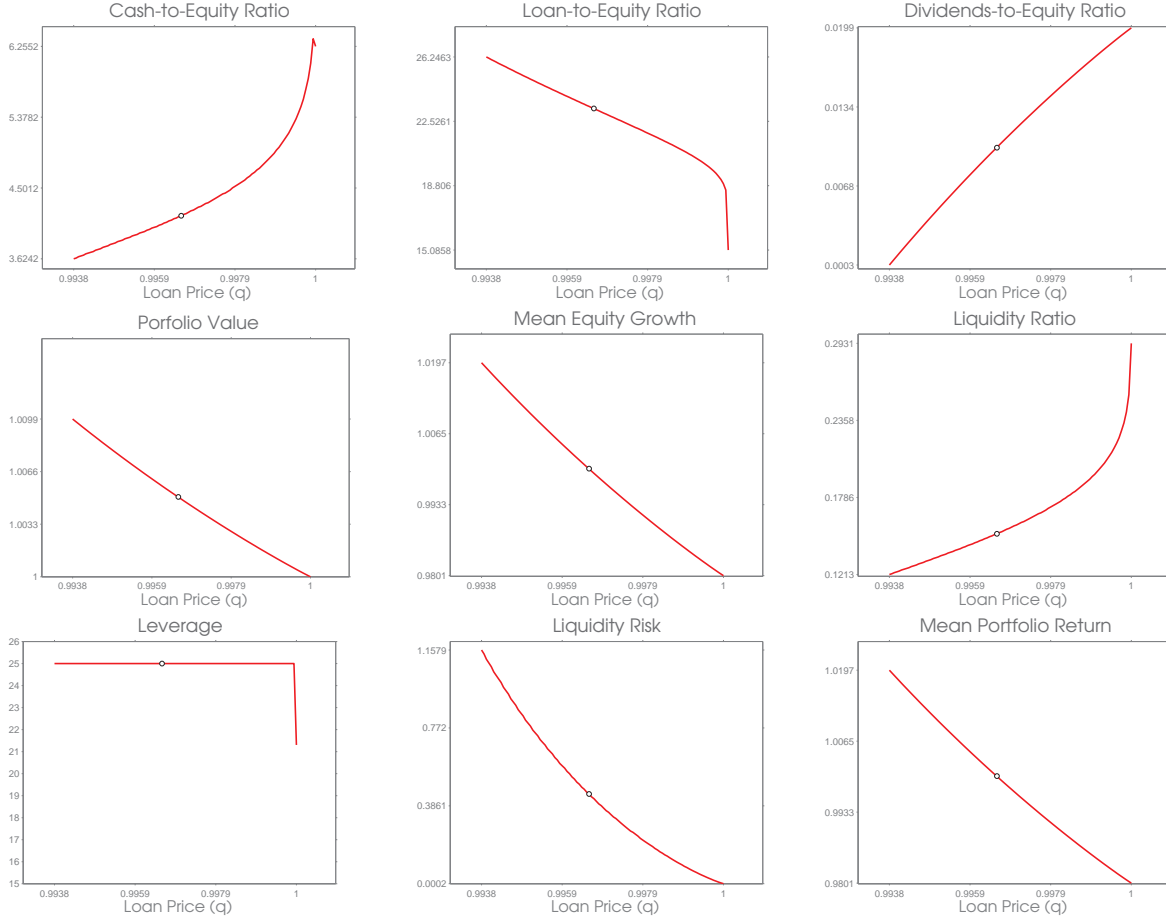 Cash-to-Equity Ratio
6.2552
5.3782
4.5012
3.6242
0.9938 0.9959 0.9979 1
Loan Price (q)
Loan-to-Equity Ratio
26.2463
22.5261
18.806
15.0858
0.9938 0.9959 0.9979 1
Loan Price (q)
Dividends-to-Equity Ratio
0.0199
0.0134
0.0068
0.0003
0.9938 0.9959 0.9979 1
Loan Price (q)
Porfolio Value
1.0099
1.0066
1.0033
1
0.9938 0.9959 0.9979 1
Loan Price (q)
Mean Equity Growth
1.0197
1.0065
0.9933
0.9801
0.9938 0.9959 0.9979 1
Loan Price (q)
Liquidity Ratio
0.2931
0.2358
0.1786
0.1213
0.9938 0.9959 0.9979 1
Loan Price (q)
Leverage
26
25
24
23
22
21
20
19
18
17
16
15
0.9938 0.9959 0.9979 1
Loan Price (q)
Liquidity Risk
1.1579
0.772
0.3861
0.0002
0.9938 0.9959 0.9979 1
Loan Price (q)
Mean Portfolio Return
1.0197
1.0065
0.9933
0.9801
0.9938 0.9959 0.9979 1
Loan Price (q)